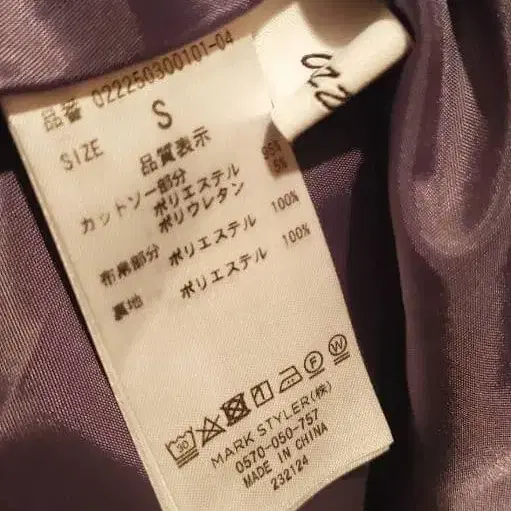 品番 022250300101-04
SIZE S
品質表示
カットソー部分
ポリエステル 95%
ポリウレタン 5%
布帛部分 ポリエステル 100%
裏地 ポリエステル 100%
30
F W
MARK STYLER(株)
0570-050-757
MADE IN CHINA
232124